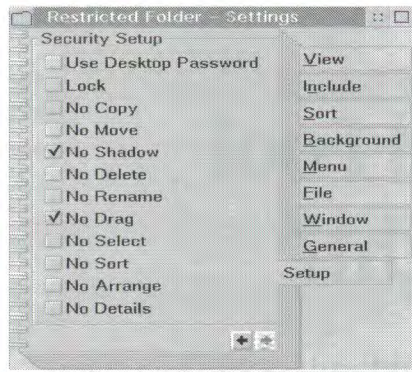 Restricted Folder - Settings
Security Setup
Use Desktop Password
Lock
No Copy
No Move
No Shadow
No Delete
No Rename
No Drag
No Select
No Sort
No Arrange
No Details
View
Include
Sort
Background
Menu
File
Window
General
Setup